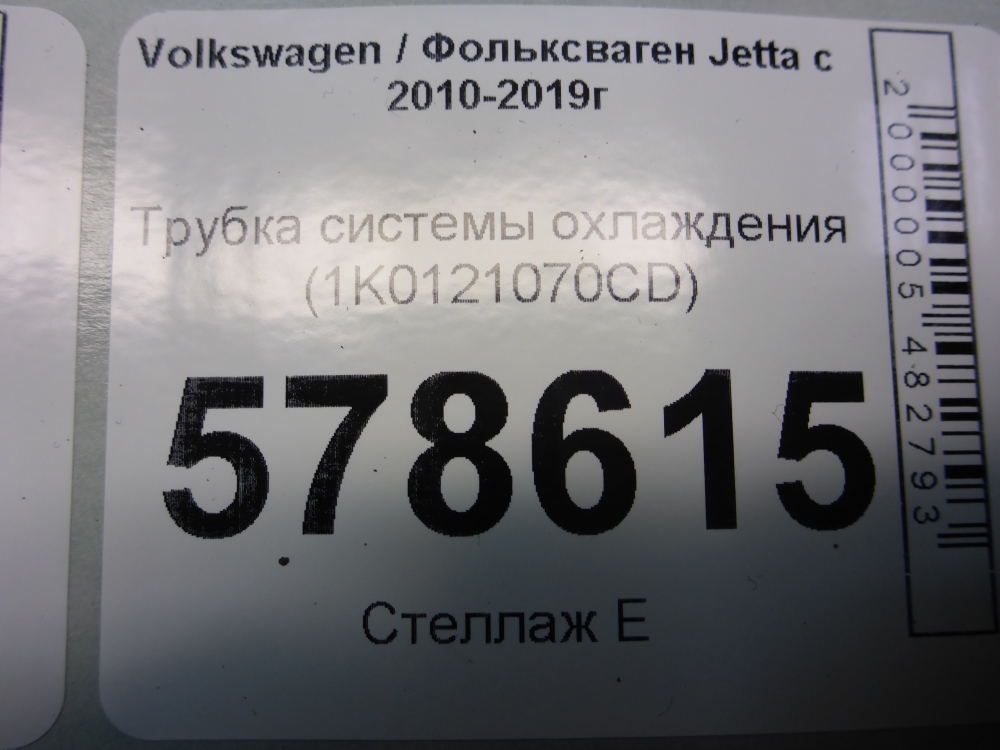 Volkswagen / Фольксваген Jetta с
2010-2019г
Трубка системы охлаждения
(1K0121070CD)
578615
Стеллаж Е
2000005482793